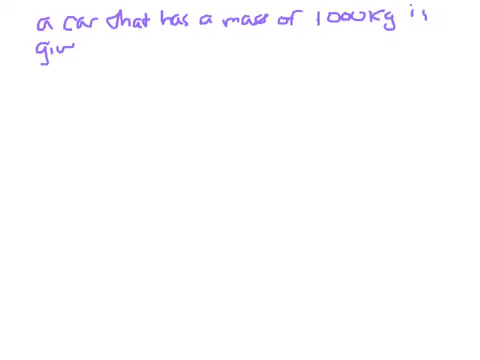 a car that has a mass of 1000kg is
giv